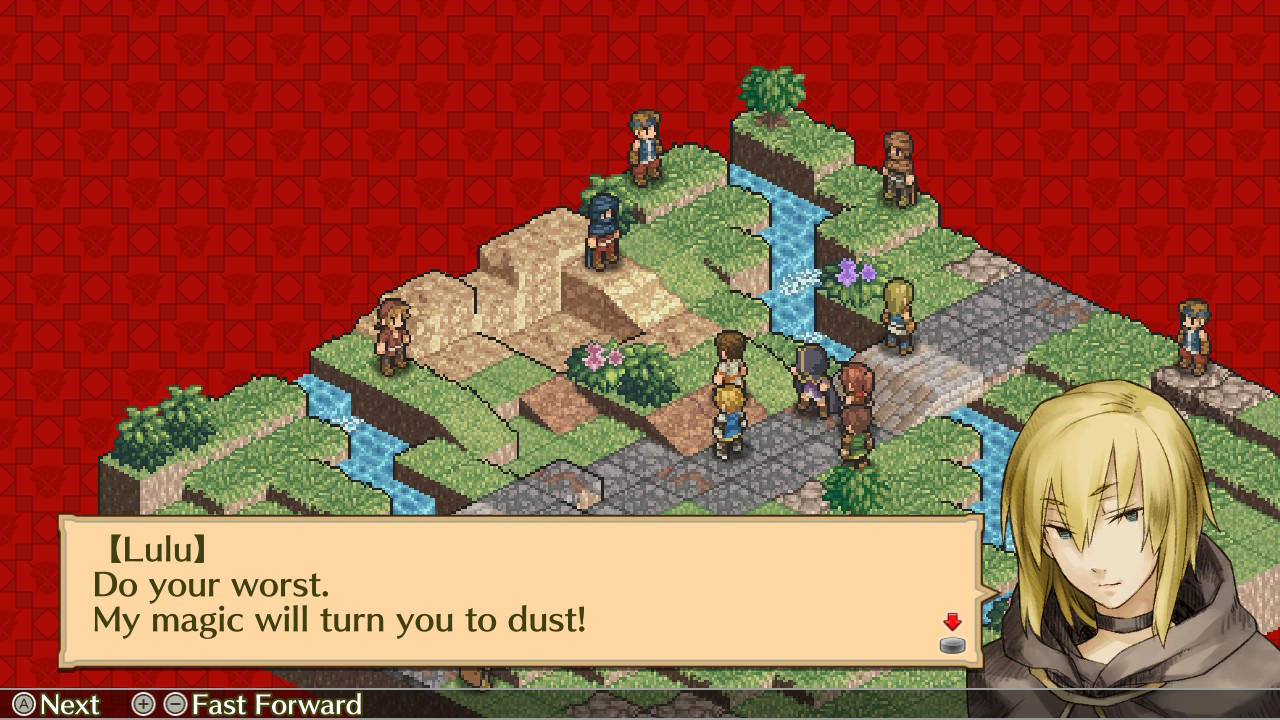 【Lulu】
Do your worst.
My magic will turn you to dust!
Ⓐ Next ⊕ ⊖ Fast Forward